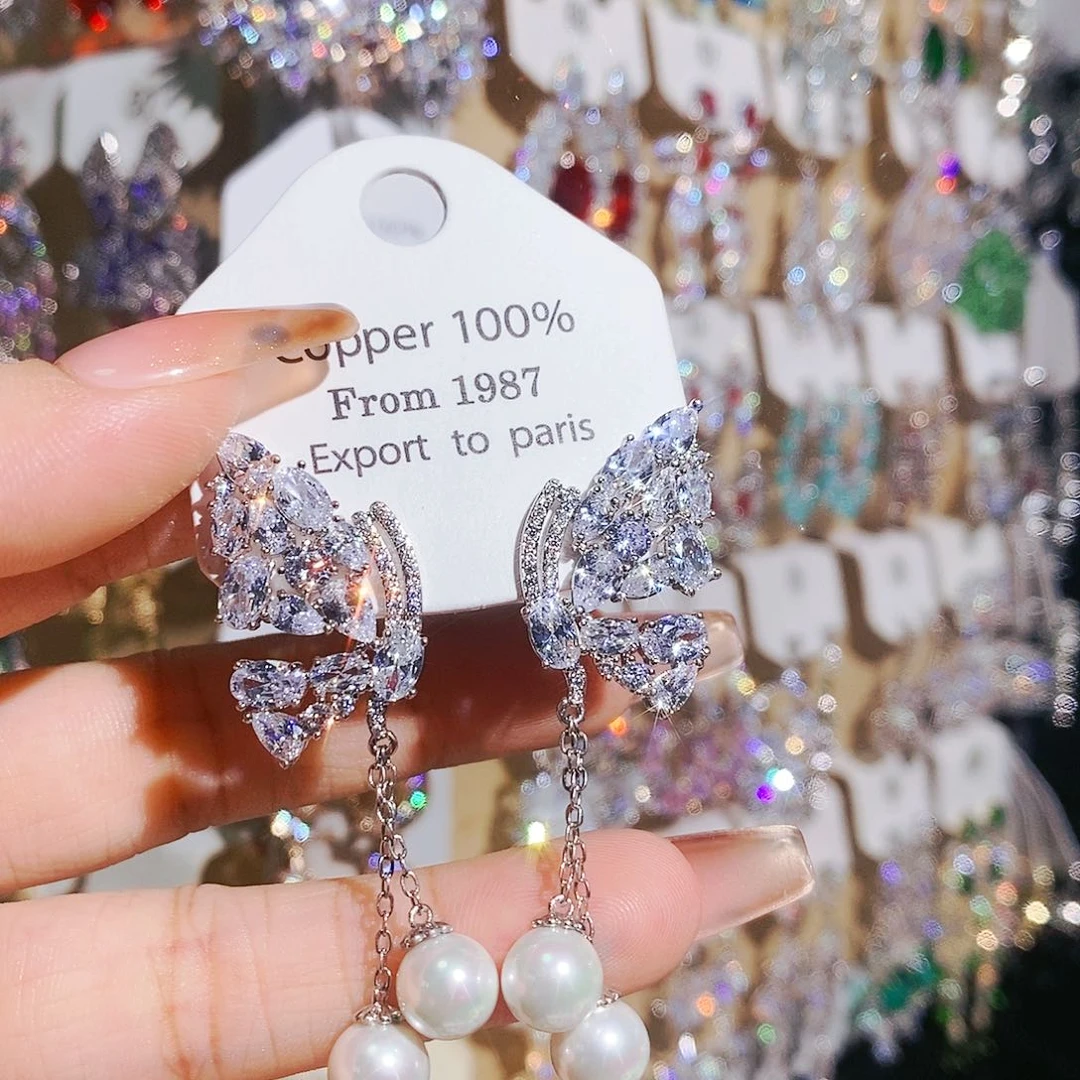 Copper 100%
From 1987
Export to paris